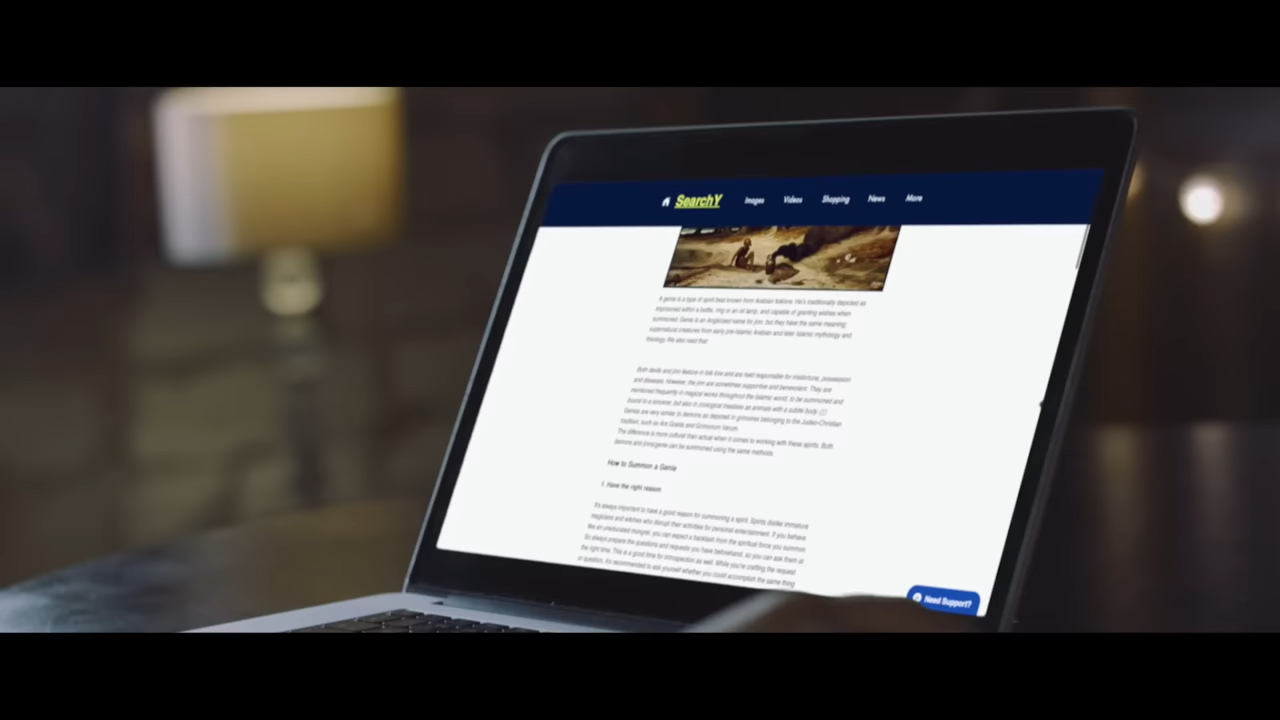 SearchY Images Videos Shopping News More
A genie is a type of spirit best known from Arabian folklore. He's traditionally depicted as
imprisoned within a bottle, ring or an oil lamp, and capable of granting wishes when
summoned. Genie is an Anglicized name for jinn, but they have the same meaning:
supernatural creatures from early pre-Islamic Arabian and later Islamic mythology and
theology. We also read that:
Both devils and jinn feature in folk lore and are held responsible for misfortune, possession
and diseases. However, the jinn are sometimes supportive and benevolent. They are
mentioned frequently in magical works throughout the Islamic world, to be summoned and
bound to a sorcerer, but also in zoological treatises as animals with a subtle body.
Genies are very similar to demons as depicted in grimoires belonging to the Judeo-Christian
tradition, such as Ars Goetia and Grimorium Verum.
The difference is more cultural than actual when it comes to working with these spirits. Both
demons and jinns/genie can be summoned using the same methods.
How to Summon a Genie
1. Have the right reason
It's always important to have a good reason for summoning a spirit. Spirits dislike immature
magicians and witches who disrupt their activities for personal entertainment. If you behave
like an uneducated mongrel, you can expect a backlash from the spiritual force you summon.
So always prepare the questions and requests you have beforehand, so you can ask them at
the right time. This is a good time for introspection as well. While you're crafting the request
or question, it's recommended to ask yourself whether you could accomplish the same thing
Need Support?